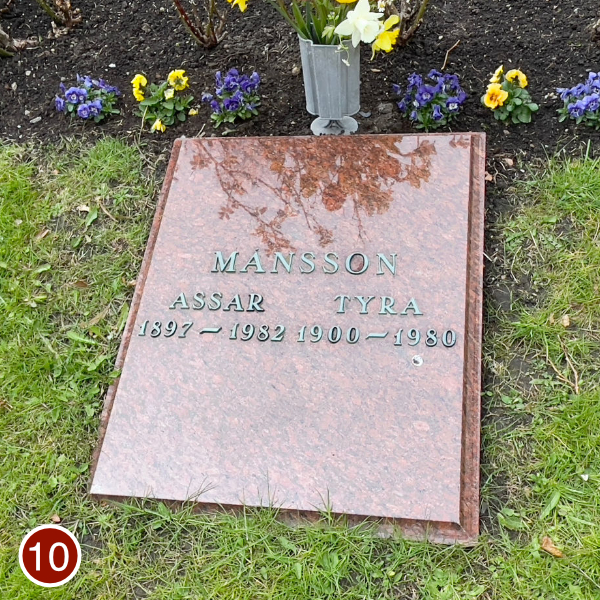 MÅNSSON
ASSAR TYRA
1897 – 1982 1900 – 1980
10